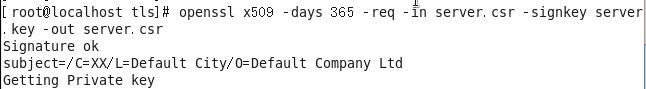 [root@localhost tls]# openssl x509 -days 365 -req -in server.csr -signkey server
.key -out server.csr
Signature ok
subject=/C=XX/L=Default City/O=Default Company Ltd
Getting Private key